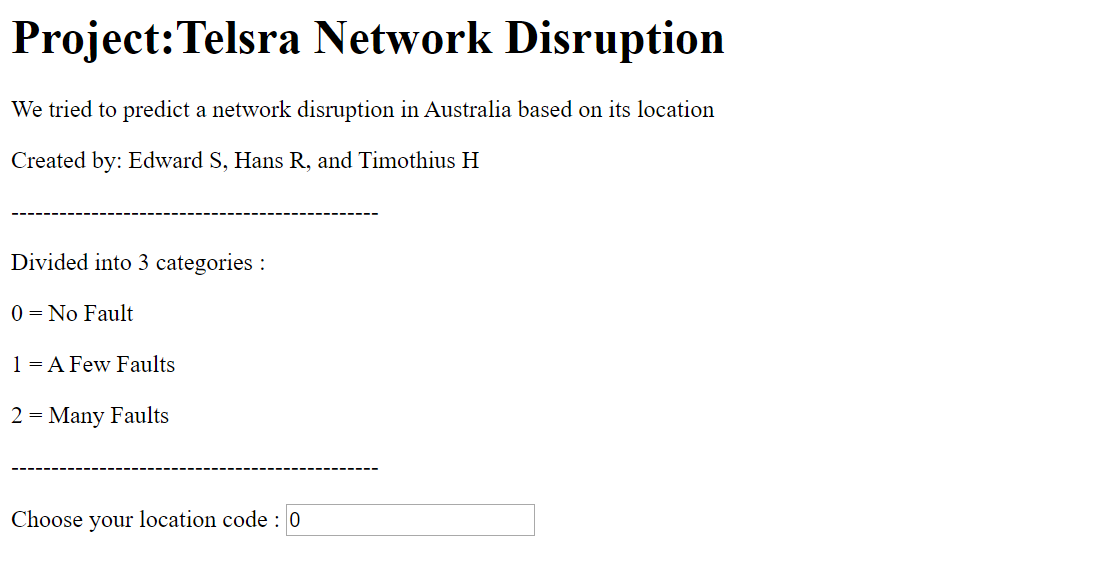 Project:Telsra Network Disruption
We tried to predict a network disruption in Australia based on its location
Created by: Edward S, Hans R, and Timothius H
----------------------------------------------
Divided into 3 categories :
0 = No Fault
1 = A Few Faults
2 = Many Faults
----------------------------------------------
Choose your location code : 0